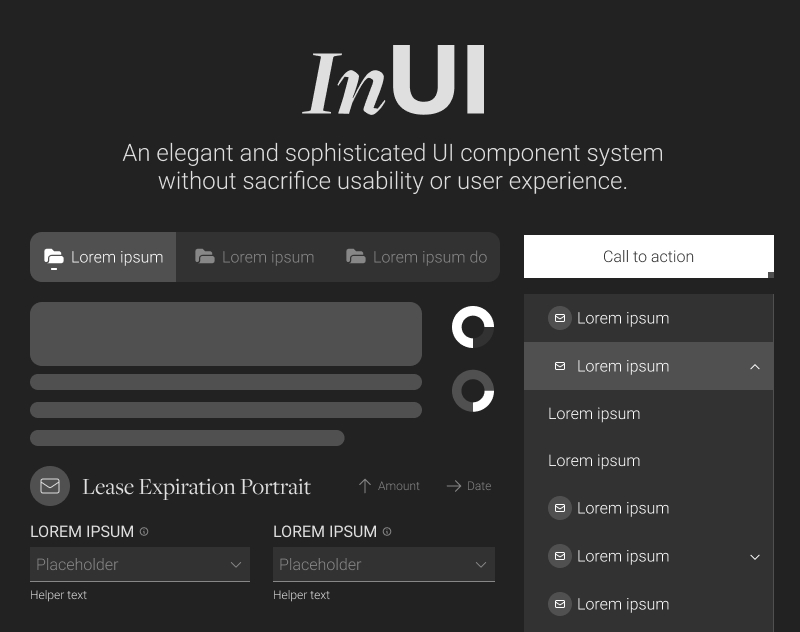 InUI
An elegant and sophisticated UI component system
without sacrifice usability or user experience.
Lorem ipsum
Lorem ipsum
Lorem ipsum do
Call to action
Lorem ipsum
Lorem ipsum
Lorem ipsum
Lorem ipsum
Lorem ipsum
Lorem ipsum
Lorem ipsum
Lease Expiration Portrait
Amount
Date
LOREM IPSUM
Placeholder
Helper text
LOREM IPSUM
Placeholder
Helper text